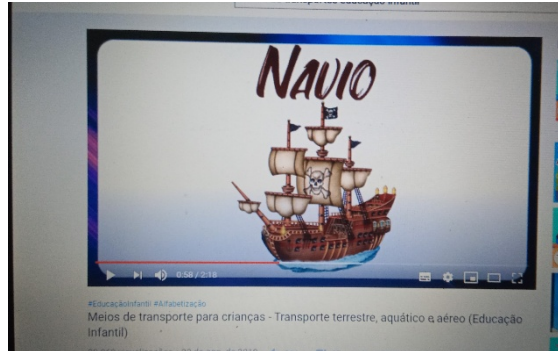 NAVIO
0:58 / 2:18
#EducaçãoInfantil #Alfabetização
Meios de transporte para crianças - Transporte terrestre, aquático e aéreo (Educação
Infantil)